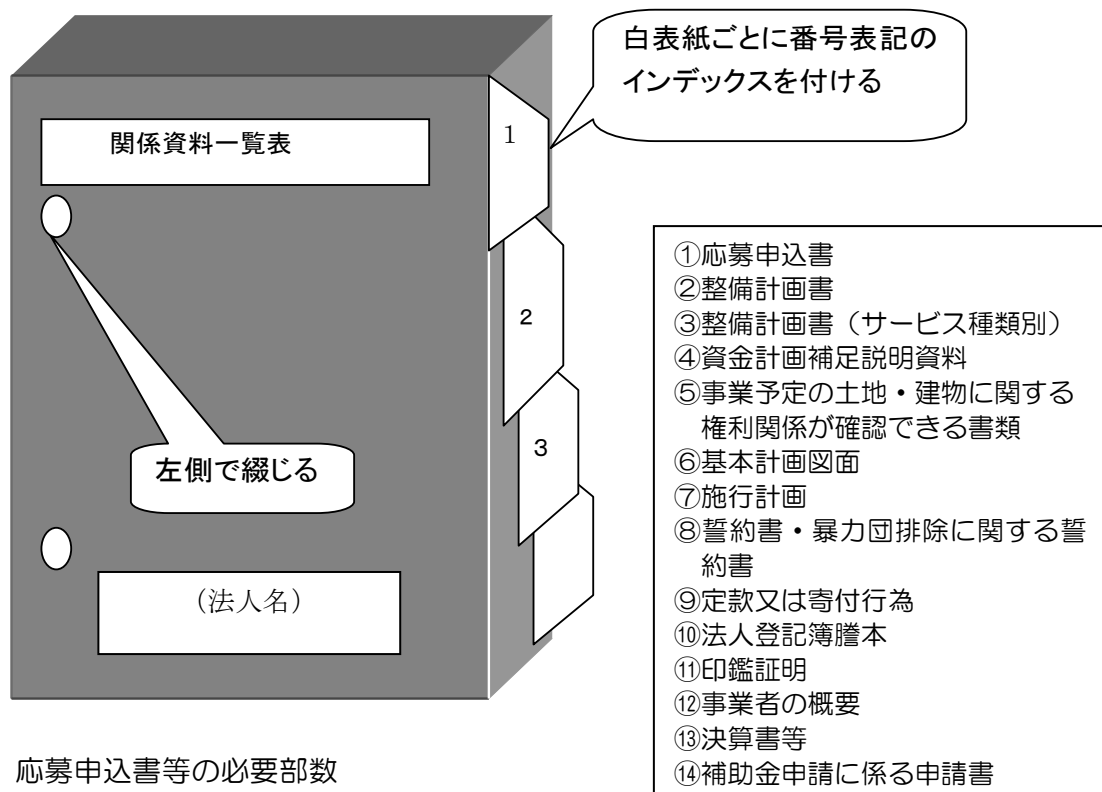 白表紙ごとに番号表記の
インデックスを付ける
関係資料一覧表
1
2
3
左側で綴じる
(法人名)
①応募申込書
②整備計画書
③整備計画書（サービス種類別）
④資金計画補足説明資料
⑤事業予定の土地・建物に関する
権利関係が確認できる書類
⑥基本計画図面
⑦施行計画
⑧誓約書・暴力団排除に関する誓
約書
⑨定款又は寄付行為
⑩法人登記簿謄本
⑪印鑑証明
⑫事業者の概要
⑬決算書等
⑭補助金申請に係る申請書
応募申込書等の必要部数